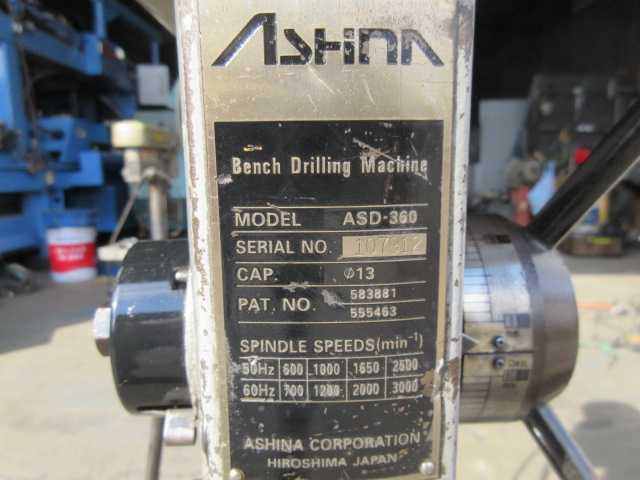 ASHINA
Bench Drilling Machine
MODEL ASD-360
SERIAL NO. 107912
CAP. ø13
PAT NO. 583881
555463
SPINDLE SPEEDS(min⁻¹)
50Hz 600 1000 1650 2500
60Hz 700 1200 2000 3000
ASHINA CORPORATION
HIROSHIMA JAPAN